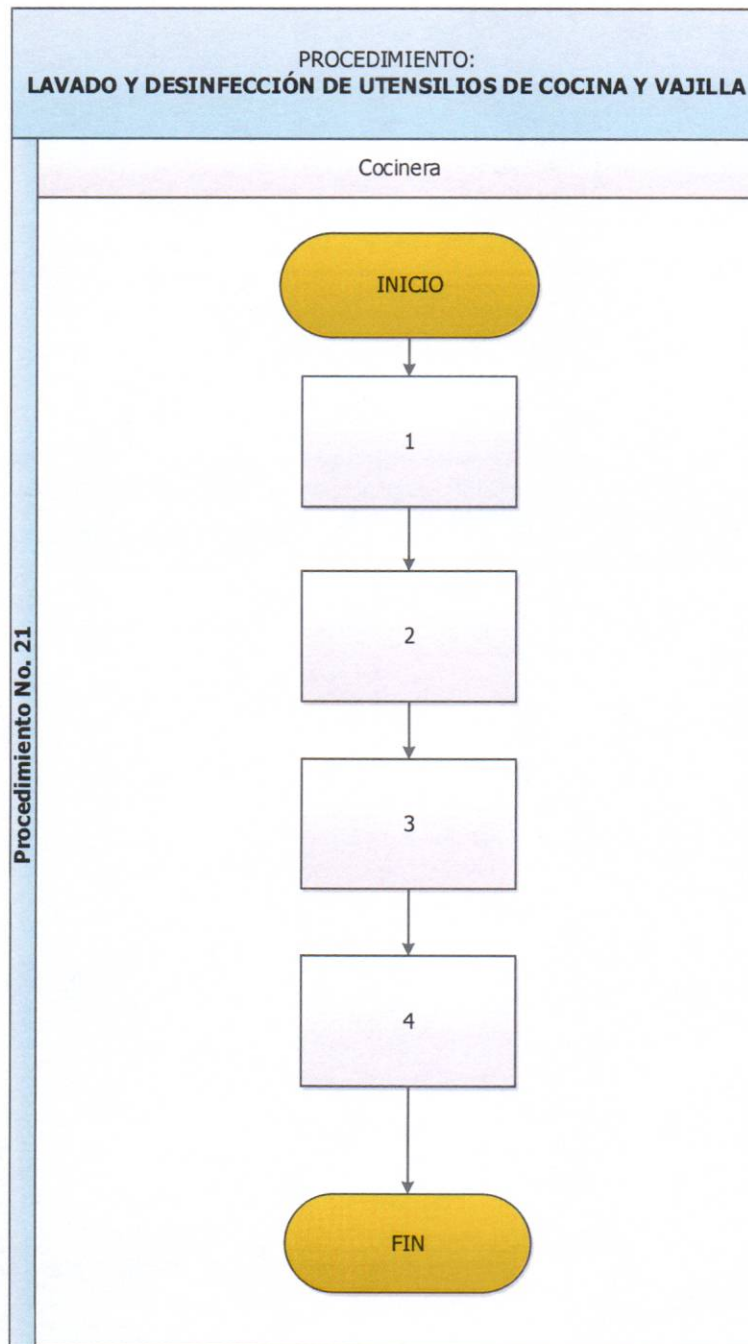 PROCEDIMIENTO:
LAVADO Y DESINFECCIÓN DE UTENSILIOS DE COCINA Y VAJILLA
Cocinera
Procedimiento No. 21
INICIO
1
2
3
4
FIN